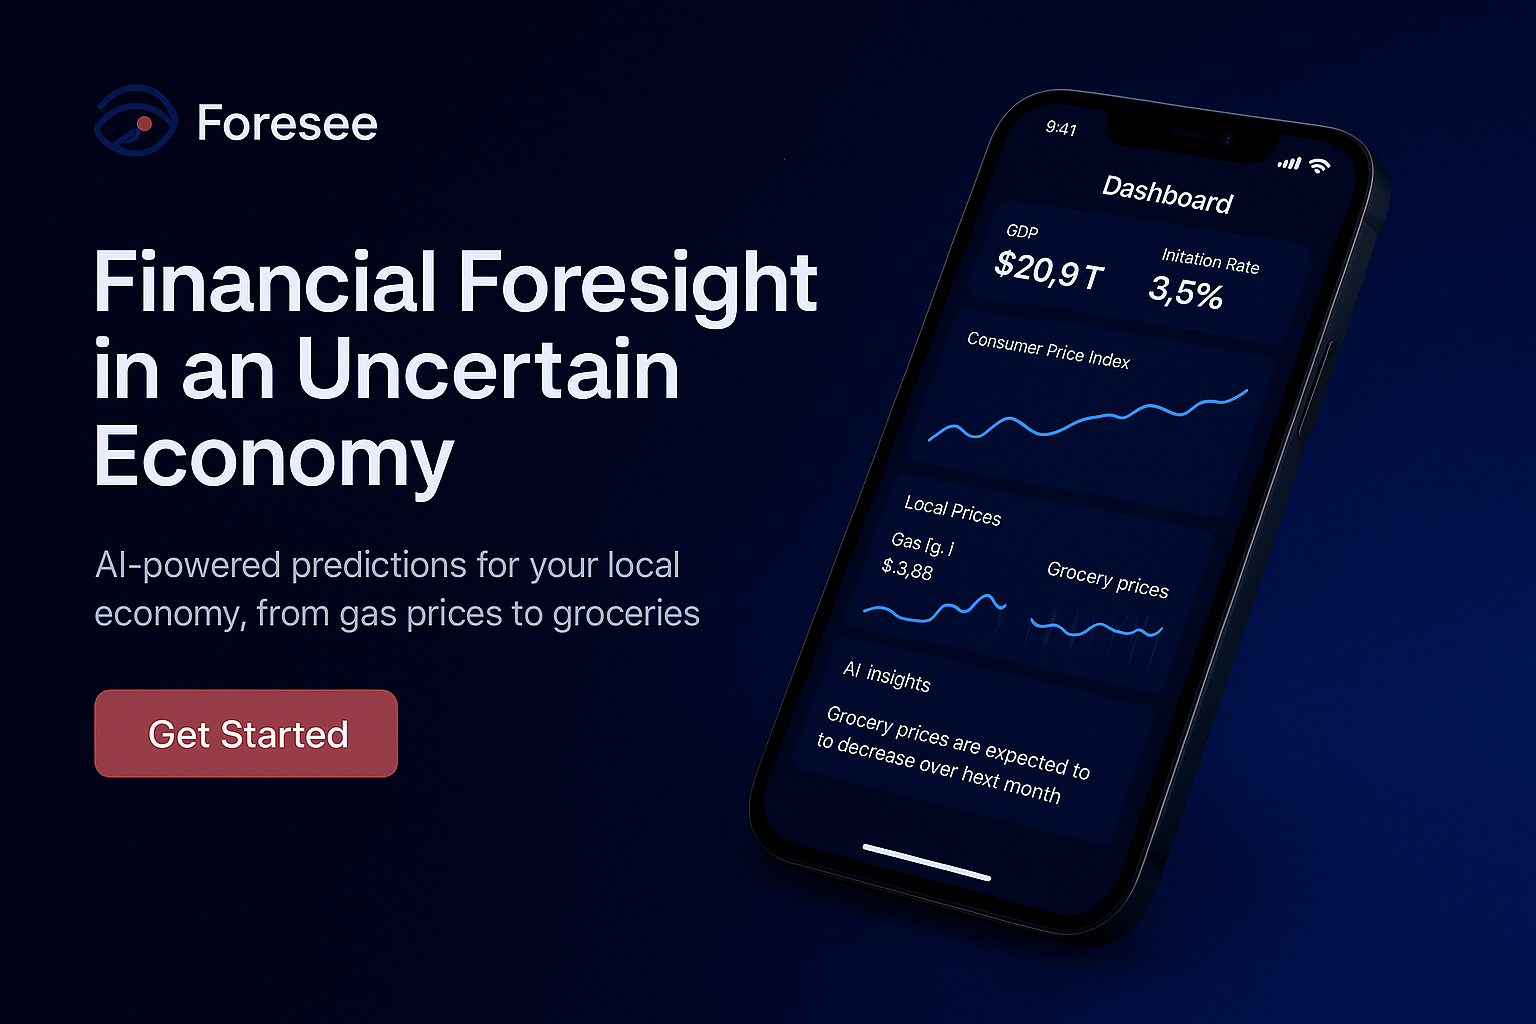 Foresee
Financial Foresight
in an Uncertain
Economy
AI-powered predictions for your local
economy, from gas prices to groceries
Get Started
9:41
Dashboard
GDP
$20,9 T
Initation Rate
3,5%
Consumer Price Index
Local Prices
Gas [g. ]
$.3,88
Grocery prices
AI insights
Grocery prices are expected to
to decrease over hext month